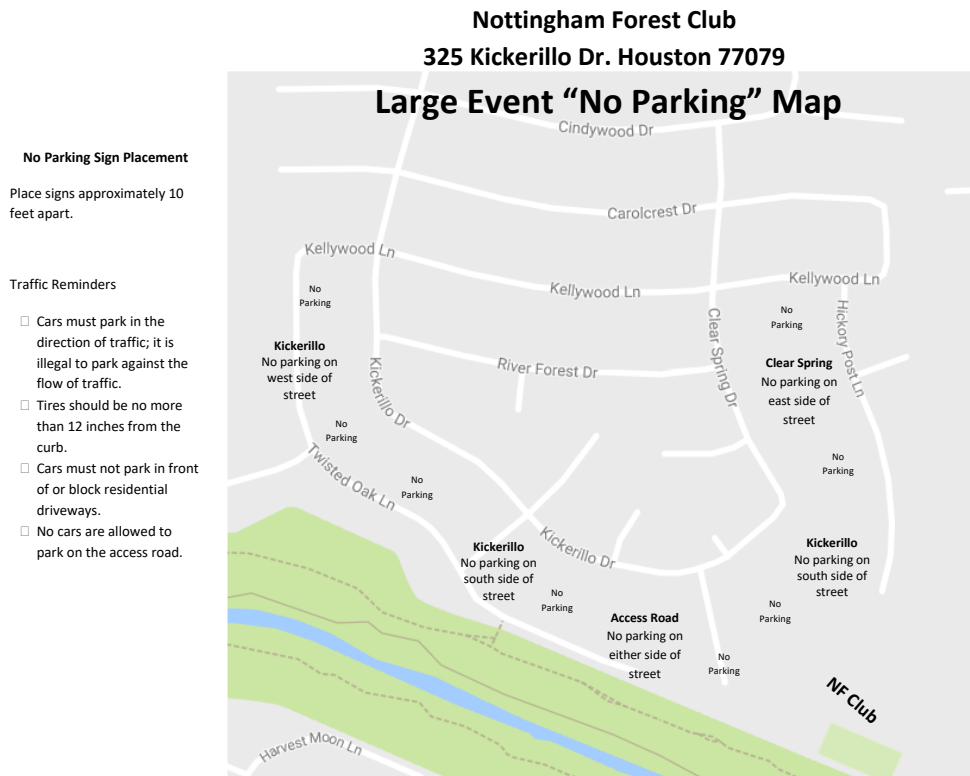 Nottingham Forest Club
325 Kickerillo Dr. Houston 77079
Large Event “No Parking” Map
No Parking Sign Placement
Place signs approximately 10
feet apart.
Traffic Reminders
Cars must park in the
direction of traffic; it is
illegal to park against the
flow of traffic.
Tires should be no more
than 12 inches from the
curb.
Cars must not park in front
of or block residential
driveways.
No cars are allowed to
park on the access road.
Cindywood Dr
Carolcrest Dr
Kellywood Ln
Kellywood Ln
Kellywood Ln
No
Parking
No
Parking
Hickory Post Ln
Clear Spring Dr
Kickerillo
No parking on
west side of
street
Kickerillo Dr
River Forest Dr
Clear Spring
No parking on
east side of
street
No
Parking
Twisted Oak Ln
No
Parking
No
Parking
Kickerillo Dr
Kickerillo
No parking on
south side of
street
Kickerillo
No parking on
south side of
street
No
Parking
No
Parking
Access Road
No parking on
either side of
street
No
Parking
NF Club
Harvest Moon Ln